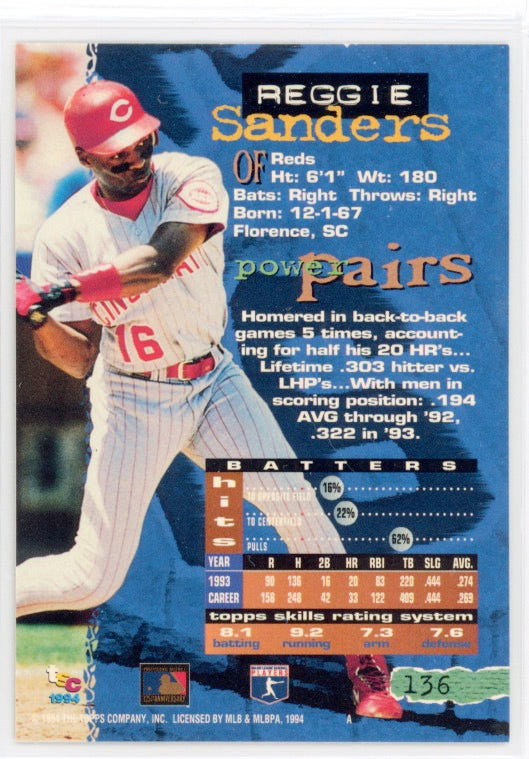 REGGIE
Sanders
OF Reds
Ht: 6'1" Wt: 180
Bats: Right Throws: Right
Born: 12-1-67
Florence, SC
power pairs
Homered in back-to-back
games 5 times, account-
ing for half his 20 HR's...
Lifetime .303 hitter vs.
LHP's...With men in
scoring position: .194
AVG through '92,
.322 in '93.
BATTERS
hits
TO OPPOSITE FIELD 16%
TO CENTERFIELD 22%
PULLS 62%
YEAR R H 2B HR RBI TB SLG AVG.
1993 90 136 16 20 83 220 .444 .274
CAREER 158 248 42 33 122 409 .444 .269
topps skills rating system
8.1 9.2 7.3 7.6
batting running arm defense
C
CINCINNATI
16
tsc
1994
125th ANNIVERSARY
PLAYERS
136
© 1994 THE TOPPS COMPANY, INC. LICENSED BY MLB & MLBPA, 1994 A